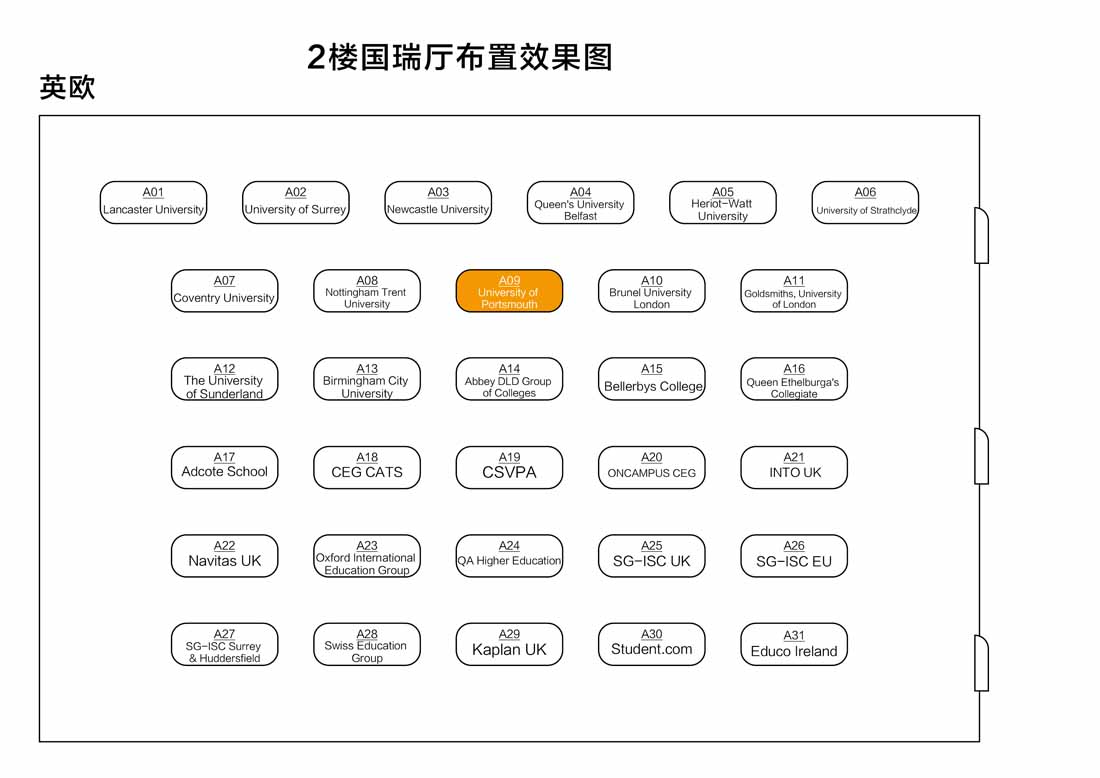 2楼国瑞厅布置效果图
英欧
A01
Lancaster University
A02
University of Surrey
A03
Newcastle University
A04
Queen's University
Belfast
A05
Heriot-Watt
University
A06
University of Strathclyde
A07
Coventry University
A08
Nottingham Trent
University
A09
University of
Portsmouth
A10
Brunel University
London
A11
Goldsmiths, University
of London
A12
The University
of Sunderland
A13
Birmingham City
University
A14
Abbey DLD Group
of Colleges
A15
Bellerbys College
A16
Queen Ethelburga's
Collegiate
A17
Adcote School
A18
CEG CATS
A19
CSVPA
A20
ONCAMPUS CEG
A21
INTO UK
A22
Navitas UK
A23
Oxford International
Education Group
A24
QA Higher Education
A25
SG-ISC UK
A26
SG-ISC EU
A27
SG-ISC Surrey
& Huddersfield
A28
Swiss Education
Group
A29
Kaplan UK
A30
Student.com
A31
Educo Ireland